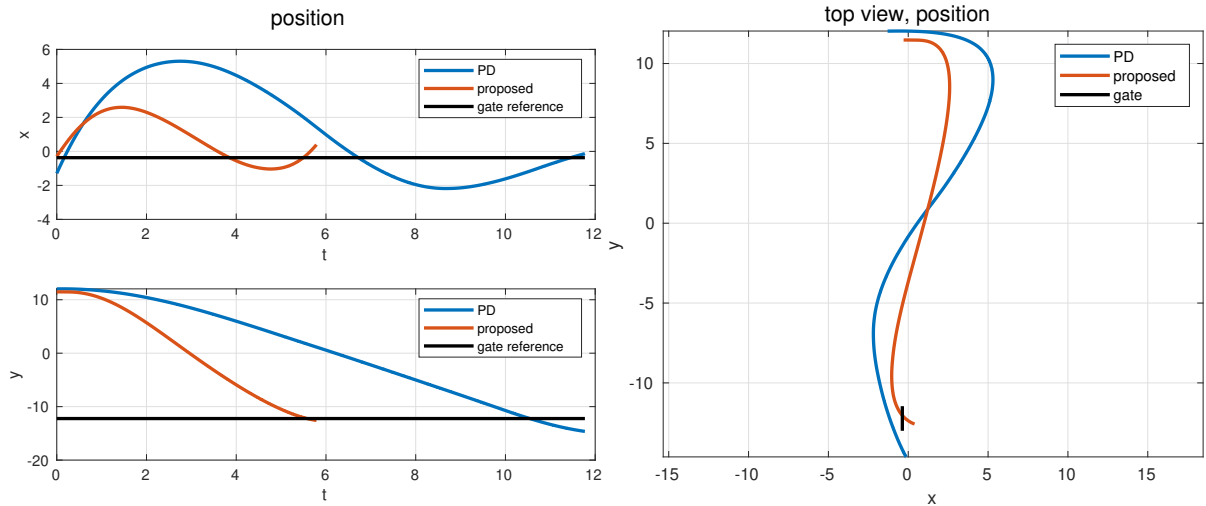 position
6
4
2
0
-2
-4
x
0 2 4 6 8 10 12
t
PD
proposed
gate reference
10
0
-10
-20
y
0 2 4 6 8 10 12
t
PD
proposed
gate reference
top view, position
10
5
0
-5
-10
y
-15 -10 -5 0 5 10 15
x
PD
proposed
gate